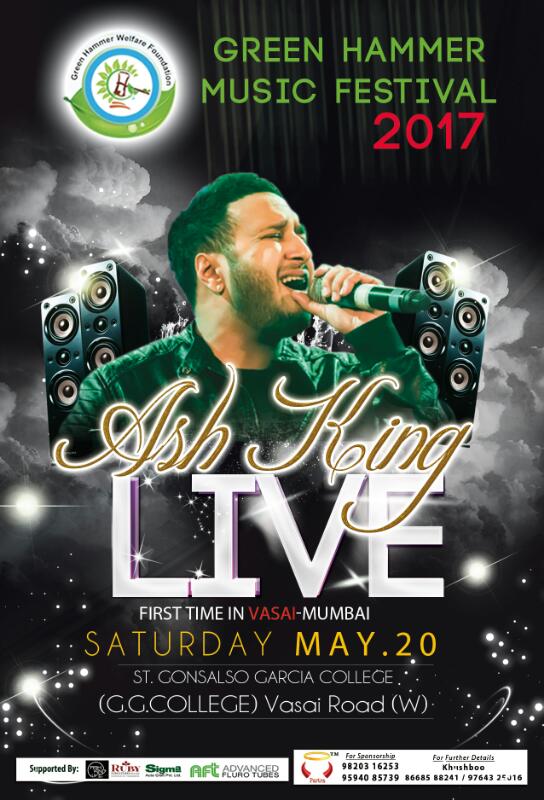 Green Hammer Welfare Foundation
GREEN HAMMER
MUSIC FESTIVAL
2017
Ash King
LIVE
FIRST TIME IN VASAI-MUMBAI
SATURDAY MAY.20
ST. GONSALSO GARCIA COLLEGE
(G,G.COLLEGE) Vasai Road (W)
Supported By:
RUBY
Sigma
AFT ADVANCED
FLURO TUBES
TM
For Sponsorship
98203 16253
95940 85739
For Further Details
Khushboo
86685 88241 / 97643 25016